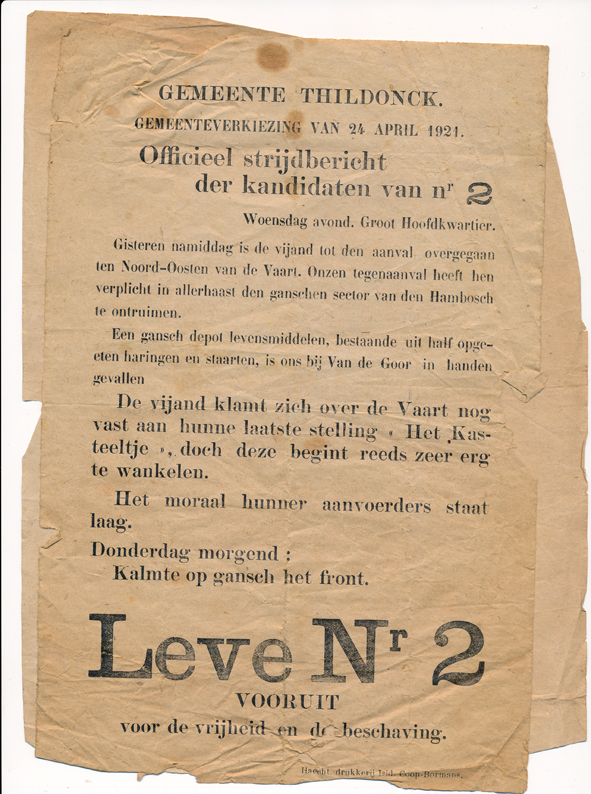 GEMEENTE THILDONCK.
GEMEENTEVERKIEZING VAN 24 APRIL 1921.
Officieel strijdbericht
der kandidaten van nr 2
Woensdag avond. Groot Hoofdkwartier.
Gisteren namiddag is de vijand tot den aanval overgegaan
ten Noord-Oosten van de Vaart. Onzen tegenaanval heeft hen
verplicht in allerhaast den ganschen sector van den Hambosch
te ontruimen.
Een gansch depot levensmiddelen, bestaande uit half opge-
eten haringen en staarten, is ons bij Van de Goor in handen
gevallen
De vijand klamt zich over de Vaart nog
vast aan hunne laatste stelling « Het Kas-
teeltje », doch deze begint reeds zeer erg
te wankelen.
Het moraal hunner aanvoerders staat
laag.
Donderdag morgend :
Kalmte op gansch het front.
Leve Nr 2
VOORUIT
voor de vrijheid en de beschaving.
Haecht drukkerij Isid. Coop-Bormans.